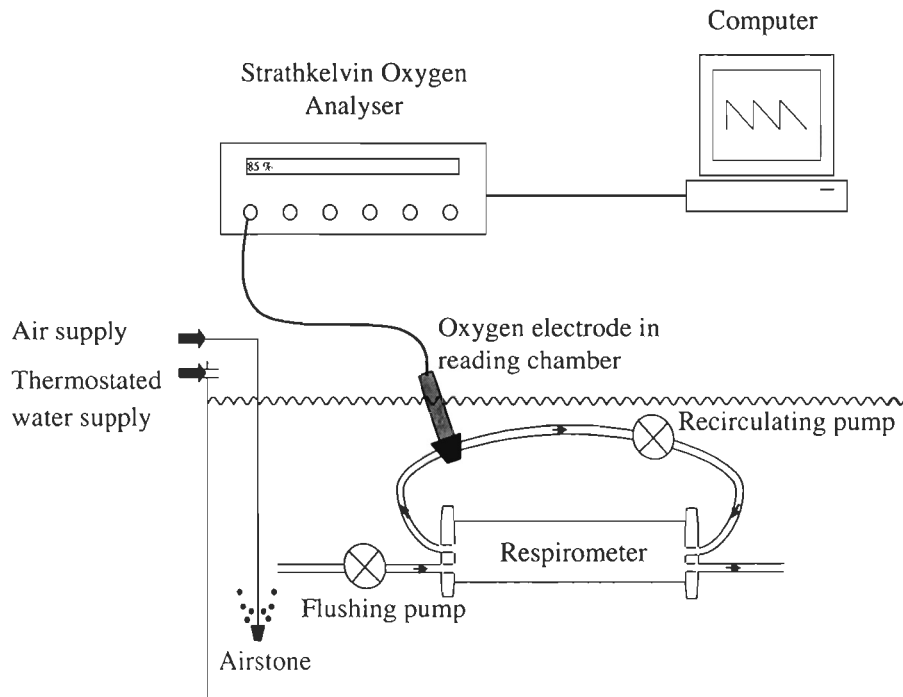 Computer
Strathkelvin Oxygen
Analyser
85 %
Air supply
Thermostated
water supply
Oxygen electrode in
reading chamber
Recirculating pump
Respirometer
Flushing pump
Airstone